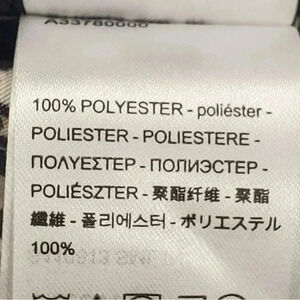 100% POLYESTER - poliéster -
POLIESTER - POLIESTERE -
ΠΟΛΥΕΣΤΕΡ - ПОЛИЭСТЕР -
POLIÉSZTER - 聚酯纤维 - 聚酯
纖維 - 폴리에스터 - ポリエステル
100%